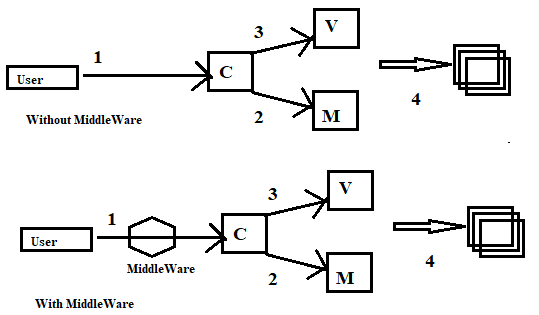 3
V
1
C
User
4
2
M
Without MiddleWare
3
V
1
User
C
4
MiddleWare
2
M
With MiddleWare